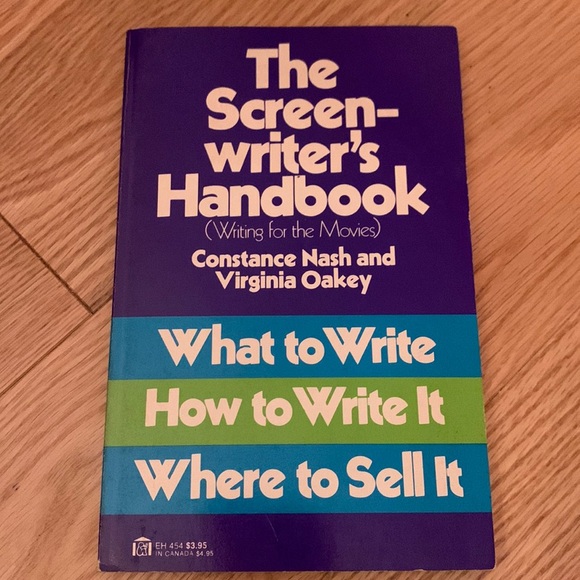 The
Screen-
writer's
Handbook
(Writing for the Movies)
Constance Nash and
Virginia Oakey
What to Write
How to Write It
Where to Sell It
EH 454 $3.95
IN CANADA $4.95